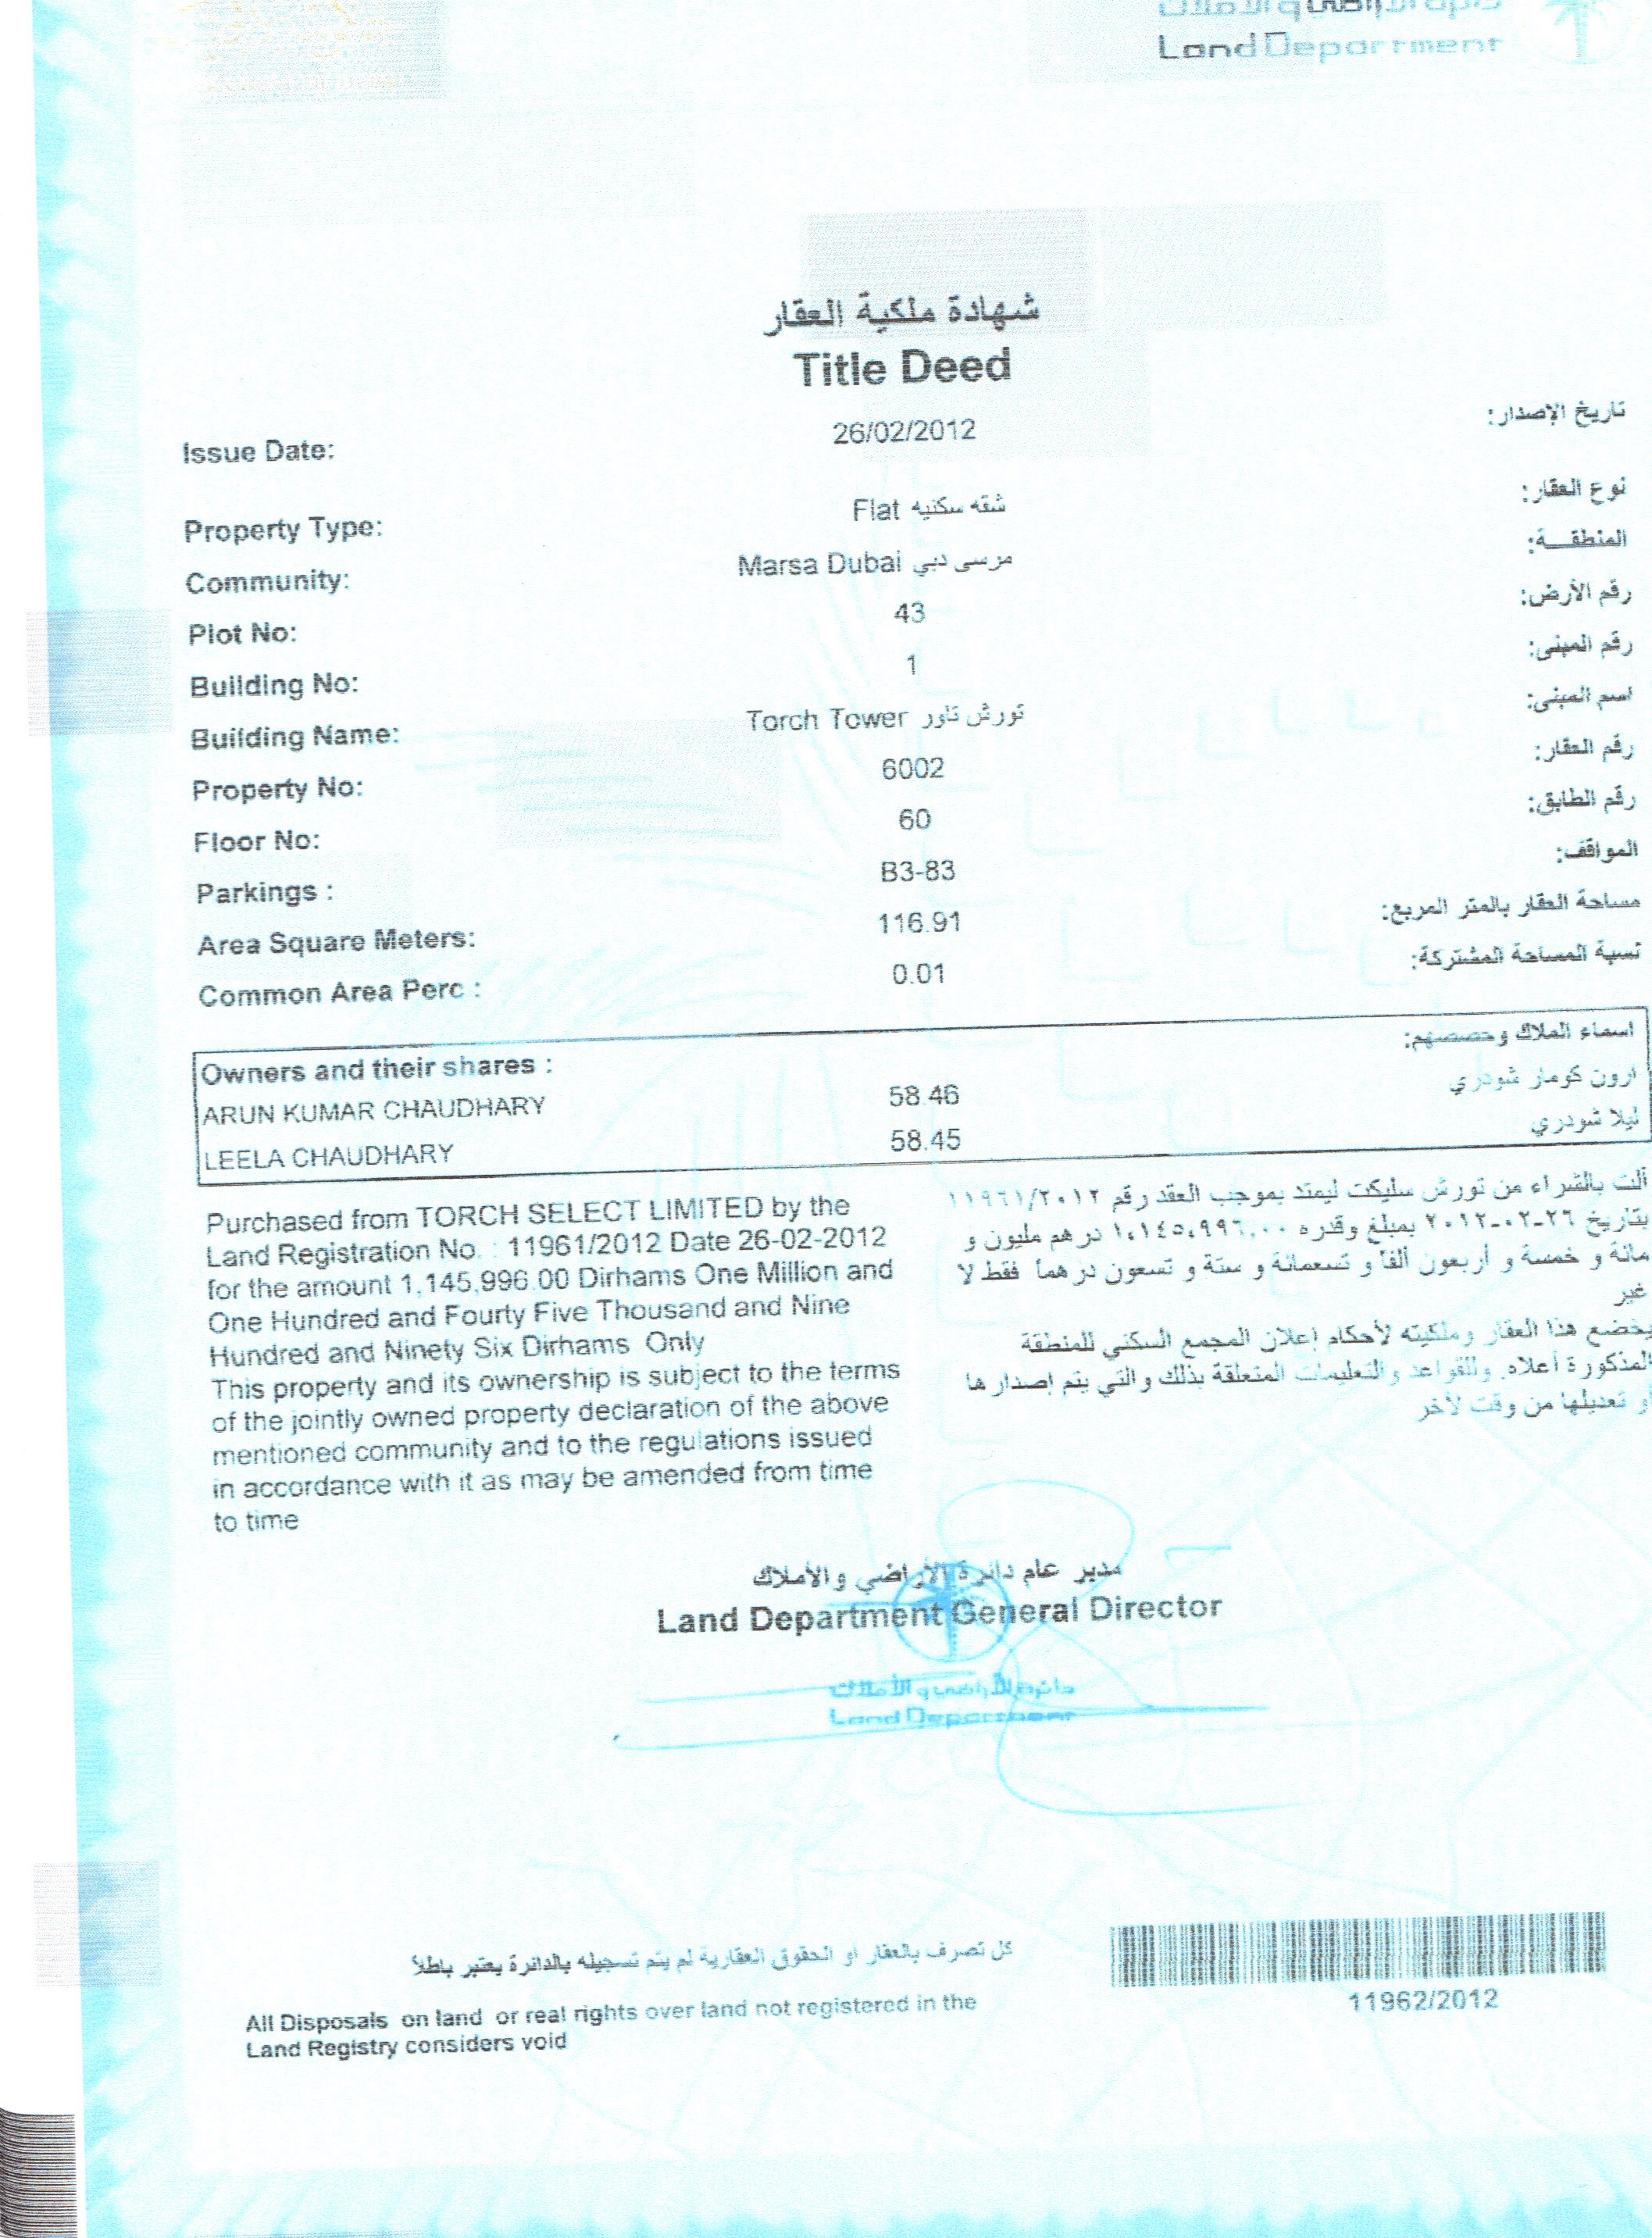 دائرة الأراضي والأملاك
Land Department
شهادة ملكية العقار
Title Deed
Issue Date: 26/02/2012 تاريخ الإصدار:
Property Type: Flat شقه سكنيه نوع العقار:
Community: Marsa Dubai مرسى دبي المنطقـــة:
Plot No: 43 رقم الأرض:
Building No: 1 رقم المبنى:
Building Name: Torch Tower تورش تاور اسم المبنى:
Property No: 6002 رقم العقار:
Floor No: 60 رقم الطابق:
Parkings : B3-83 المواقف:
Area Square Meters: 116.91 مساحة العقار بالمتر المربع:
Common Area Perc : 0.01 نسبة المساحة المشتركة:
Owners and their shares : اسماء الملاك وحصصهم:
ARUN KUMAR CHAUDHARY 58.46 ارون كومار شودري
LEELA CHAUDHARY 58.45 ليلا شودري
Purchased from TORCH SELECT LIMITED by the
Land Registration No. : 11961/2012 Date 26-02-2012
for the amount 1,145,996.00 Dirhams One Million and
One Hundred and Fourty Five Thousand and Nine
Hundred and Ninety Six Dirhams Only
This property and its ownership is subject to the terms
of the jointly owned property declaration of the above
mentioned community and to the regulations issued
in accordance with it as may be amended from time
to time
ألت بالشراء من تورش سليكت ليمتد بموجب العقد رقم ١١٩٦١/٢٠١٢
بتاريخ ٢٦-٠٢-٢٠١٢ بمبلغ وقدره ١،١٤٥،٩٩٦.٠٠ درهم مليون و
مائة و خمسة و أربعون ألفاً و تسعمائة و ستة و تسعون درهماً فقط لا
غير
يخضع هذا العقار وملكيته لأحكام إعلان المجمع السكني للمنطقة
المذكورة أعلاه. وللقواعد والتعليمات المتعلقة بذلك والتي يتم اصدارها
او تعديلها من وقت لآخر
مدير عام دائرة الأراضي والأملاك
Land Department General Director
دائرة الأراضي والأملاك
Land Department
كل تصرف بالعقار او الحقوق العقارية لم يتم تسجيله بالدائرة يعتبر باطلاً
All Disposals on land or real rights over land not registered in the
Land Registry considers void
11962/2012